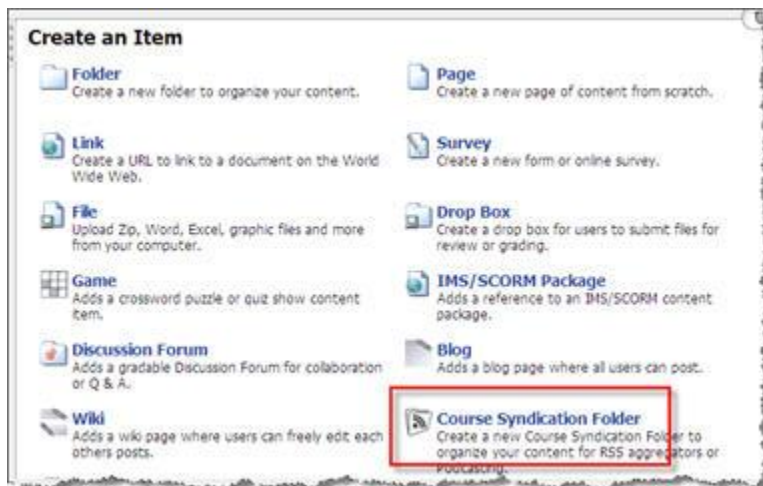 Create an Item
Folder
Create a new folder to organize your content.
Page
Create a new page of content from scratch.
Link
Create a URL to link to a document on the World
Wide Web.
Survey
Create a new form or online survey.
File
Upload Zip, Word, Excel, graphic files and more
from your computer.
Drop Box
Create a drop box for users to submit files for
review or grading.
Game
Adds a crossword puzzle or quiz show content
item.
IMS/SCORM Package
Adds a reference to an IMS/SCORM content
package.
Discussion Forum
Adds a gradable Discussion Forum for collaboration
or Q & A.
Blog
Adds a blog page where all users can post.
Wiki
Adds a wiki page where users can freely edit each
others posts.
Course Syndication Folder
Create a new Course Syndication Folder to
organize your content for RSS aggregators or
Podcasting.